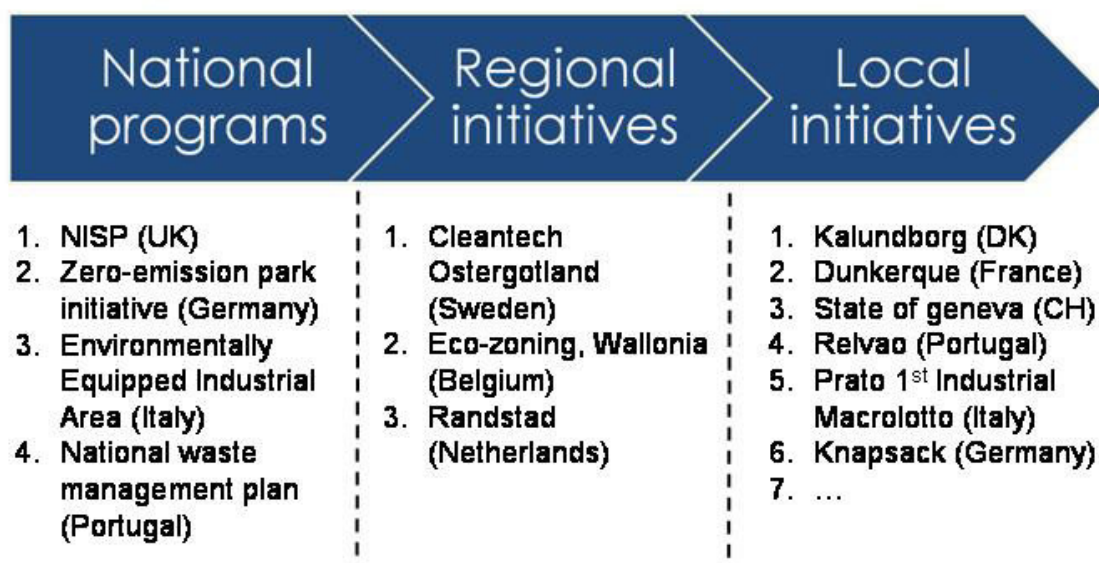 National
programs
Regional
initiatives
Local
initiatives
1. NISP (UK)
2. Zero-emission park
initiative (Germany)
3. Environmentally
Equipped Industrial
Area (Italy)
4. National waste
management plan
(Portugal)
1. Cleantech
Ostergotland
(Sweden)
2. Eco-zoning, Wallonia
(Belgium)
3. Randstad
(Netherlands)
1. Kalundborg (DK)
2. Dunkerque (France)
3. State of geneva (CH)
4. Relvao (Portugal)
5. Prato 1st Industrial
Macrolotto (Italy)
6. Knapsack (Germany)
7. ...